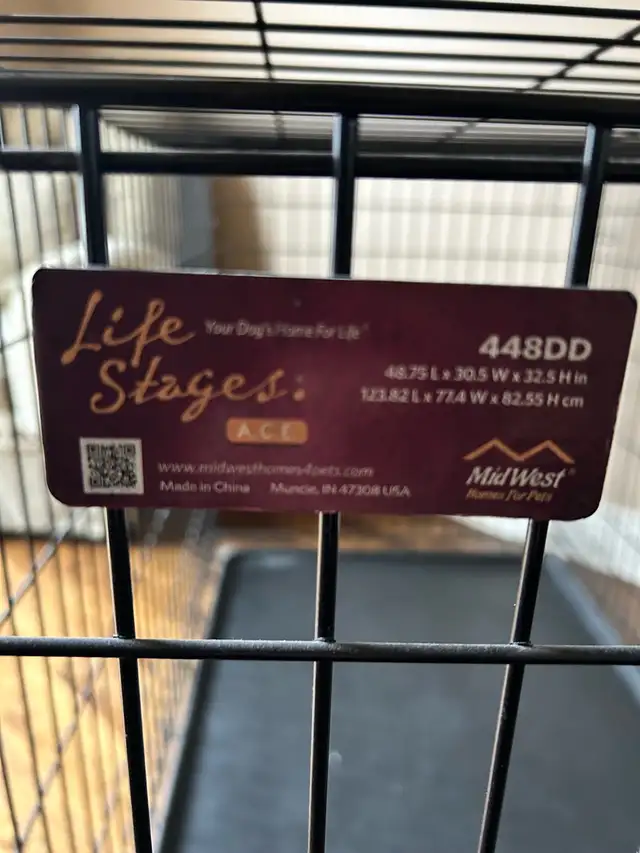 Life
Stages:
Your Dog's Home For Life
A C E
448DD
48.75 L x 30.5 W x 32.5 H in
123.82 L x 77.4 W x 82.55 H cm
www.midwesthomes4pets.com
Made in China Muncie, IN 47308 USA
MidWest®
Homes For Pets